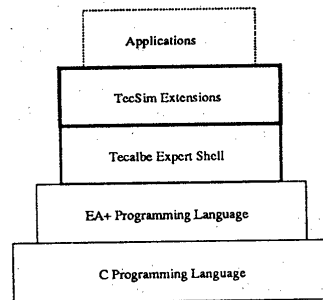 Applications
TecSim Extensions
Tecalbe Expert Shell
EA+ Programming Language
C Programming Language